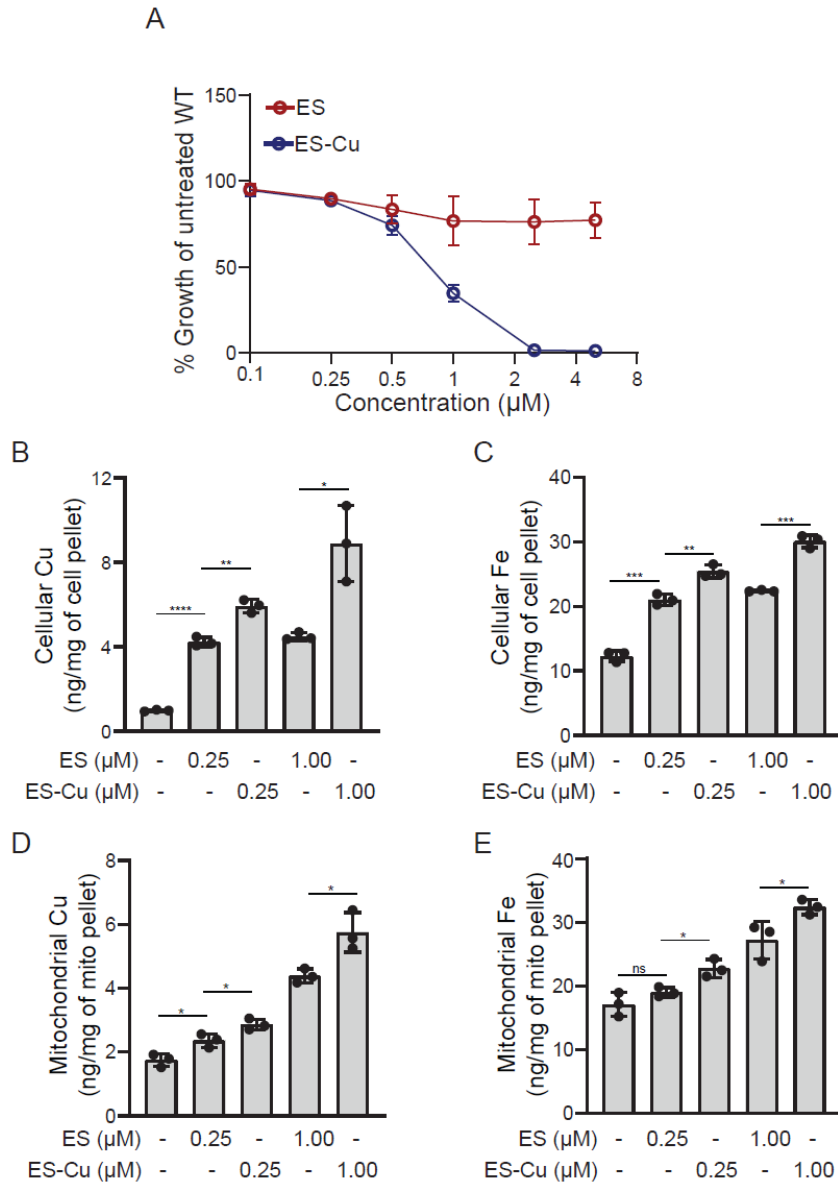 A
% Growth of untreated WT
150
100
50
0
ES
ES-Cu
0.1 0.25 0.5 1 2 4 8
Concentration (µM)
B
Cellular Cu
(ng/mg of cell pellet)
12
8
4
0
**** ** *
ES (µM) - 0.25 - 1.00 -
ES-Cu (µM) - - 0.25 - 1.00
C
Cellular Fe
(ng/mg of cell pellet)
40
30
20
10
0
*** ** ***
- 0.25 - 1.00 -
- - 0.25 - 1.00
D
Mitochondrial Cu
(ng/mg of mito pellet)
8
6
4
2
0
* * *
ES (µM) - 0.25 - 1.00 -
ES-Cu (µM) - - 0.25 - 1.00
E
Mitochondrial Fe
(ng/mg of mito pellet)
40
30
20
10
0
ns * *
ES (µM) - 0.25 - 1.00 -
ES-Cu (µM) - - 0.25 - 1.00